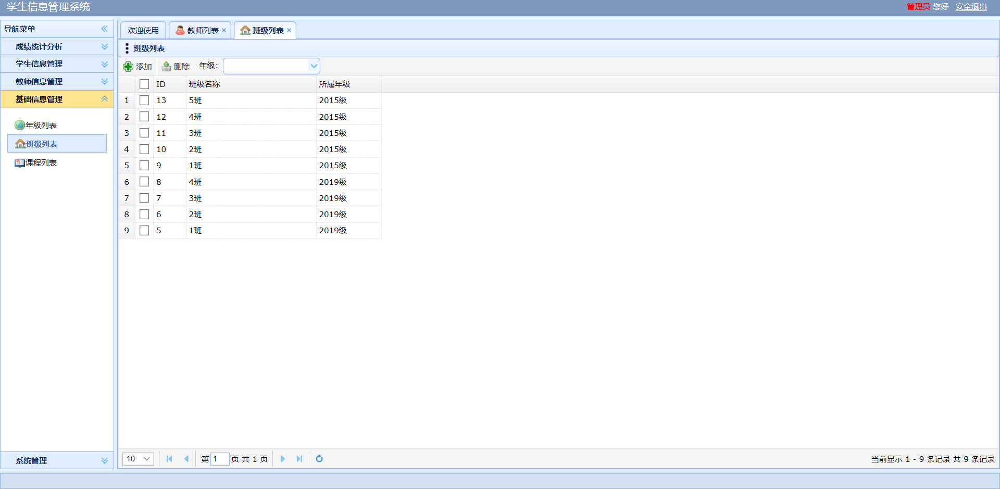 学生信息管理系统 管理员 您好 安全退出
导航菜单
成绩统计分析
学生信息管理
教师信息管理
基础信息管理
年级列表
班级列表
课程列表
系统管理
欢迎使用 教师列表 班级列表
班级列表
添加 删除 年级：
ID 班级名称 所属年级
1 13 5班 2015级
2 12 4班 2015级
3 11 3班 2015级
4 10 2班 2015级
5 9 1班 2015级
6 8 4班 2019级
7 7 3班 2019级
8 6 2班 2019级
9 5 1班 2019级
10 第 1 页 共 1 页 当前显示 1 - 9 条记录 共 9 条记录